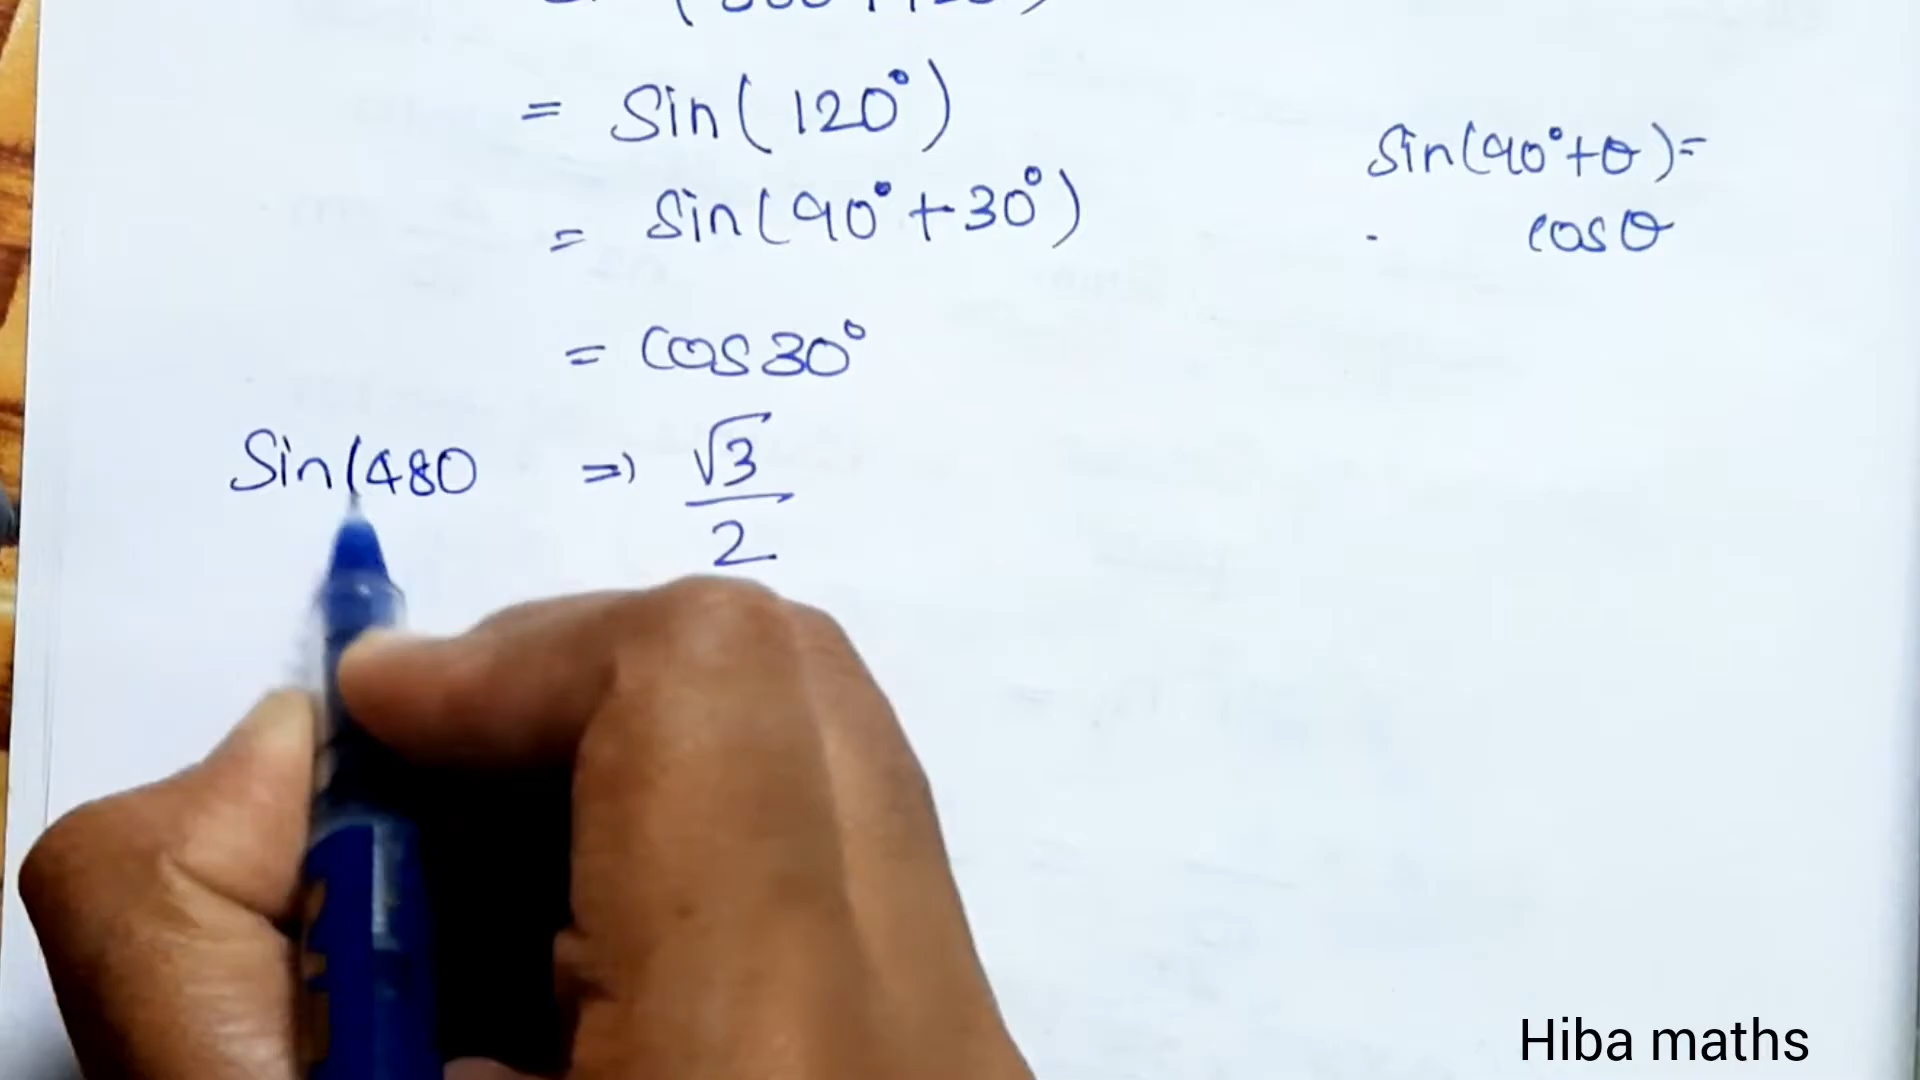 = Sin(120°)
= Sin(90°+30°)
Sin(90°+θ)=
cosθ
= cos30°
Sin(480 => √3/2
Hiba maths